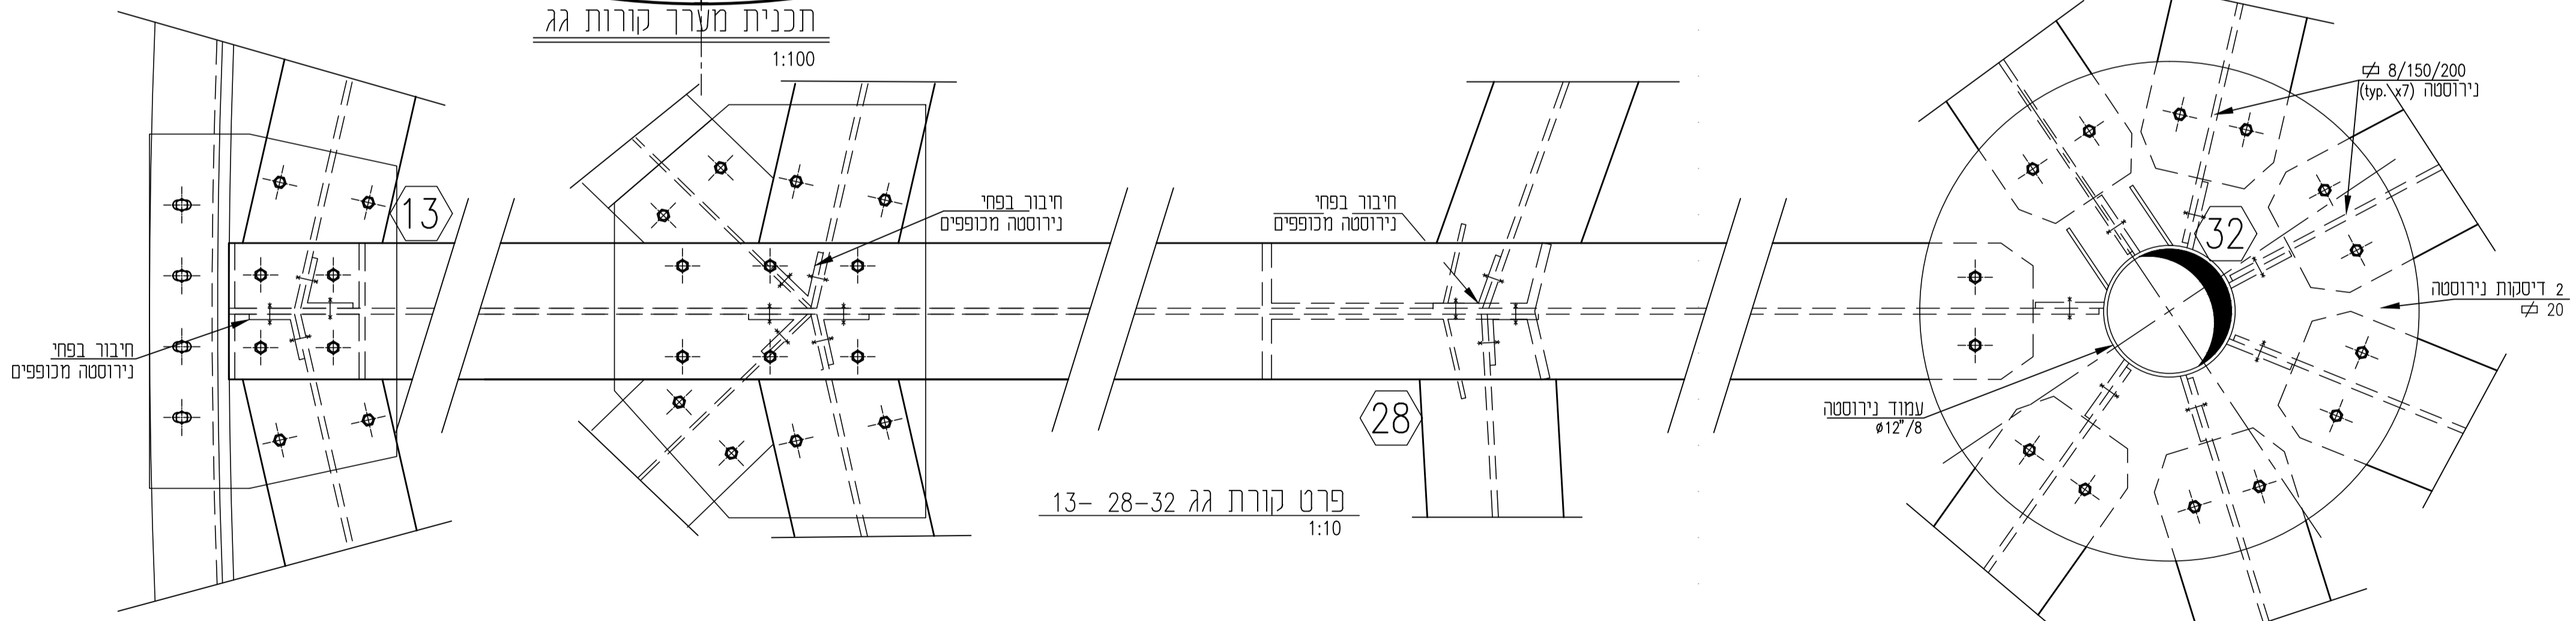 תכנית מערך קורות גג
1:100
⌭ 8/150/200
נירוסטה (typ. x7)
13
חיבור בפחי
נירוסטה מכופפים
חיבור בפחי
נירוסטה מכופפים
32
2 דיסקות נירוסטה
⌭ 20
חיבור בפחי
נירוסטה מכופפים
28
עמוד נירוסטה
ø12"/8
פרט קורת גג 32-28 -13
1:10